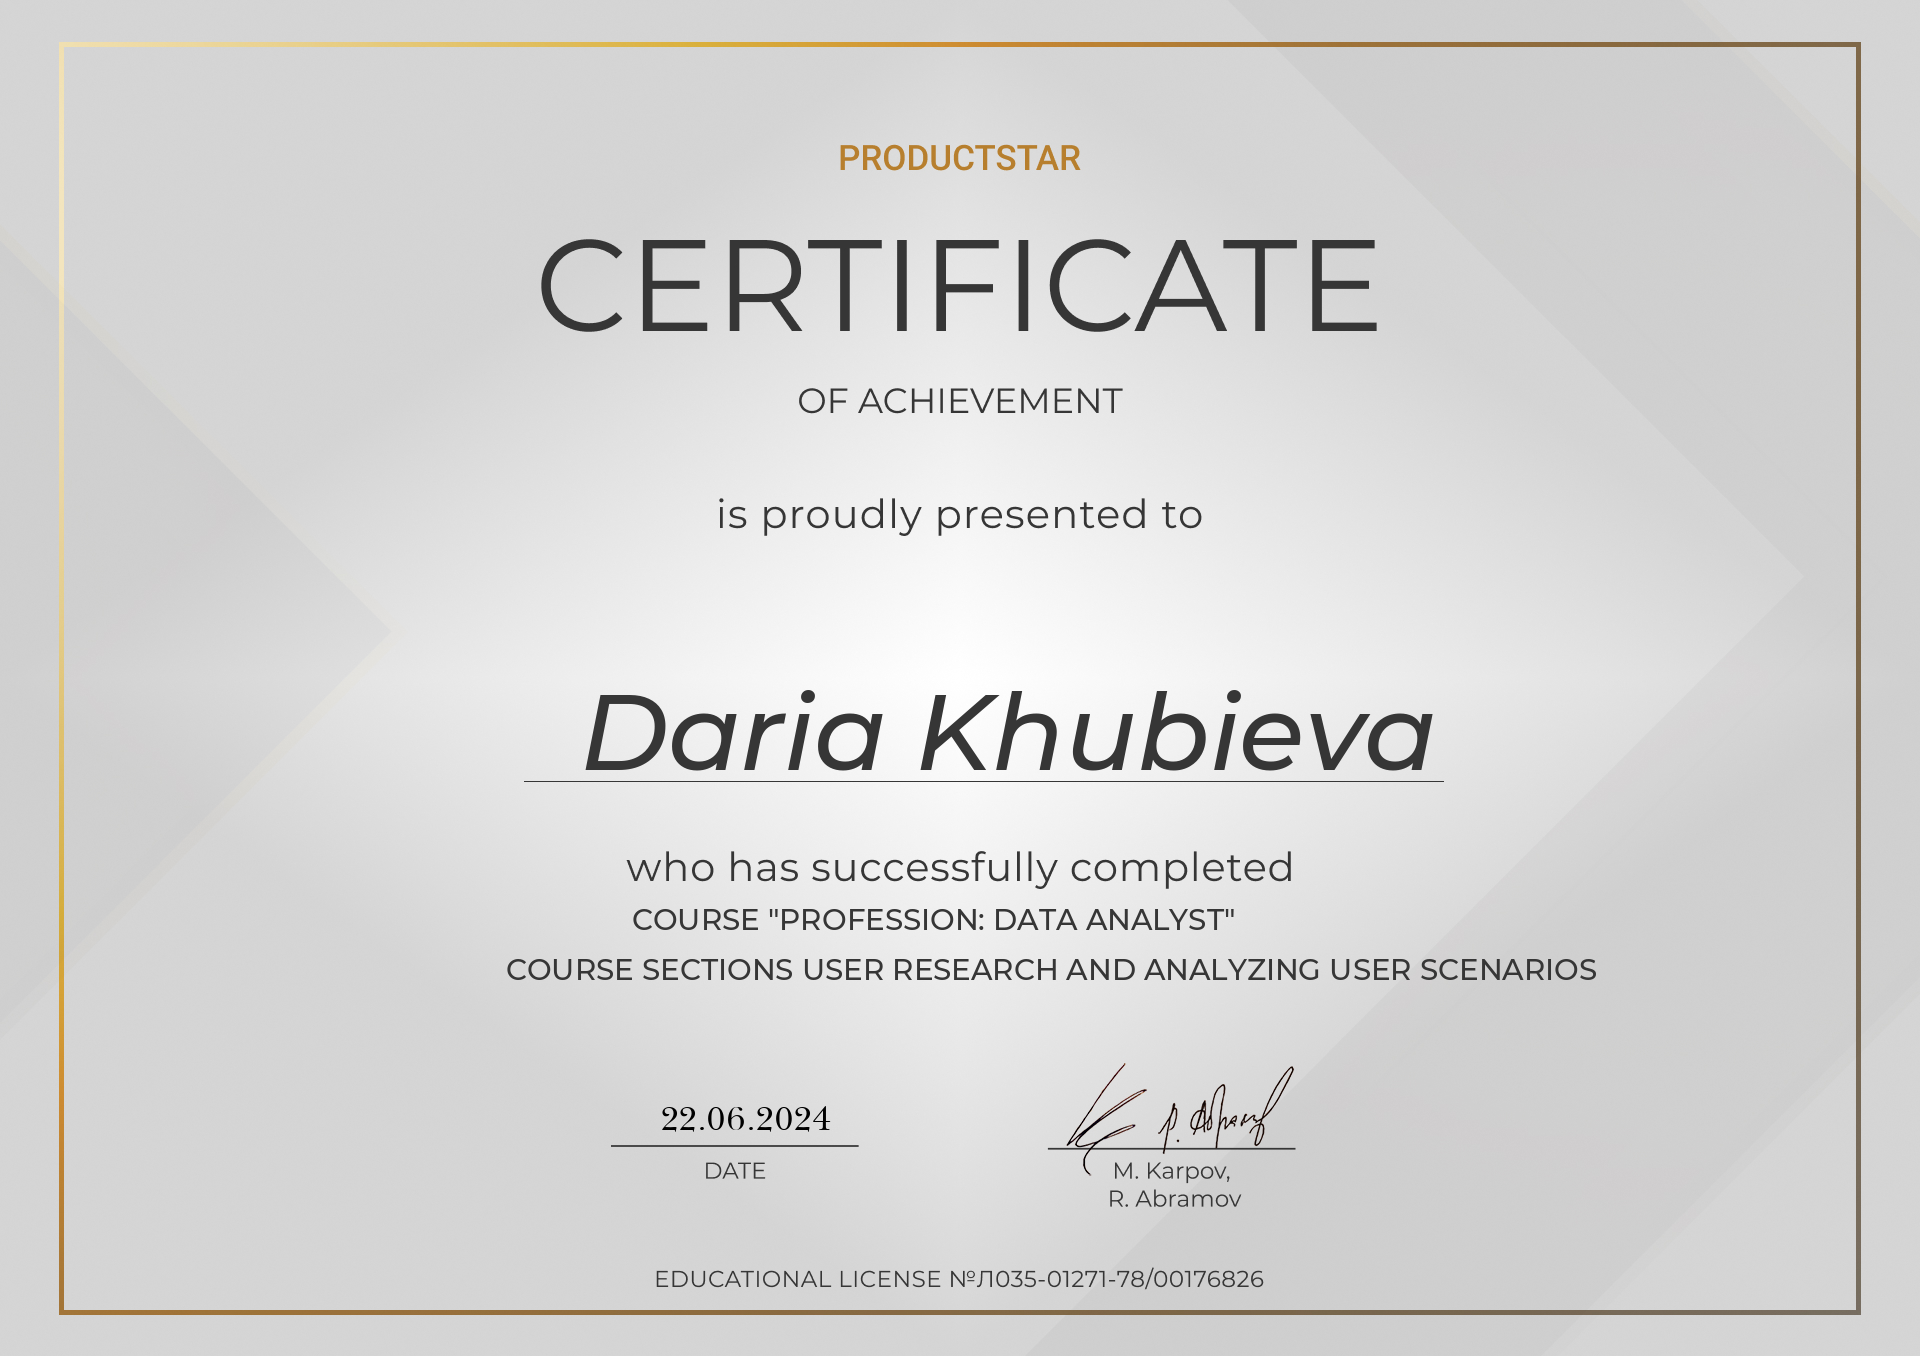 PRODUCTSTAR
CERTIFICATE
OF ACHIEVEMENT
is proudly presented to
Daria Khubieva
who has successfully completed
COURSE "PROFESSION: DATA ANALYST"
COURSE SECTIONS USER RESEARCH AND ANALYZING USER SCENARIOS
22.06.2024
DATE
M. Karpov,
R. Abramov
EDUCATIONAL LICENSE №Л035-01271-78/00176826